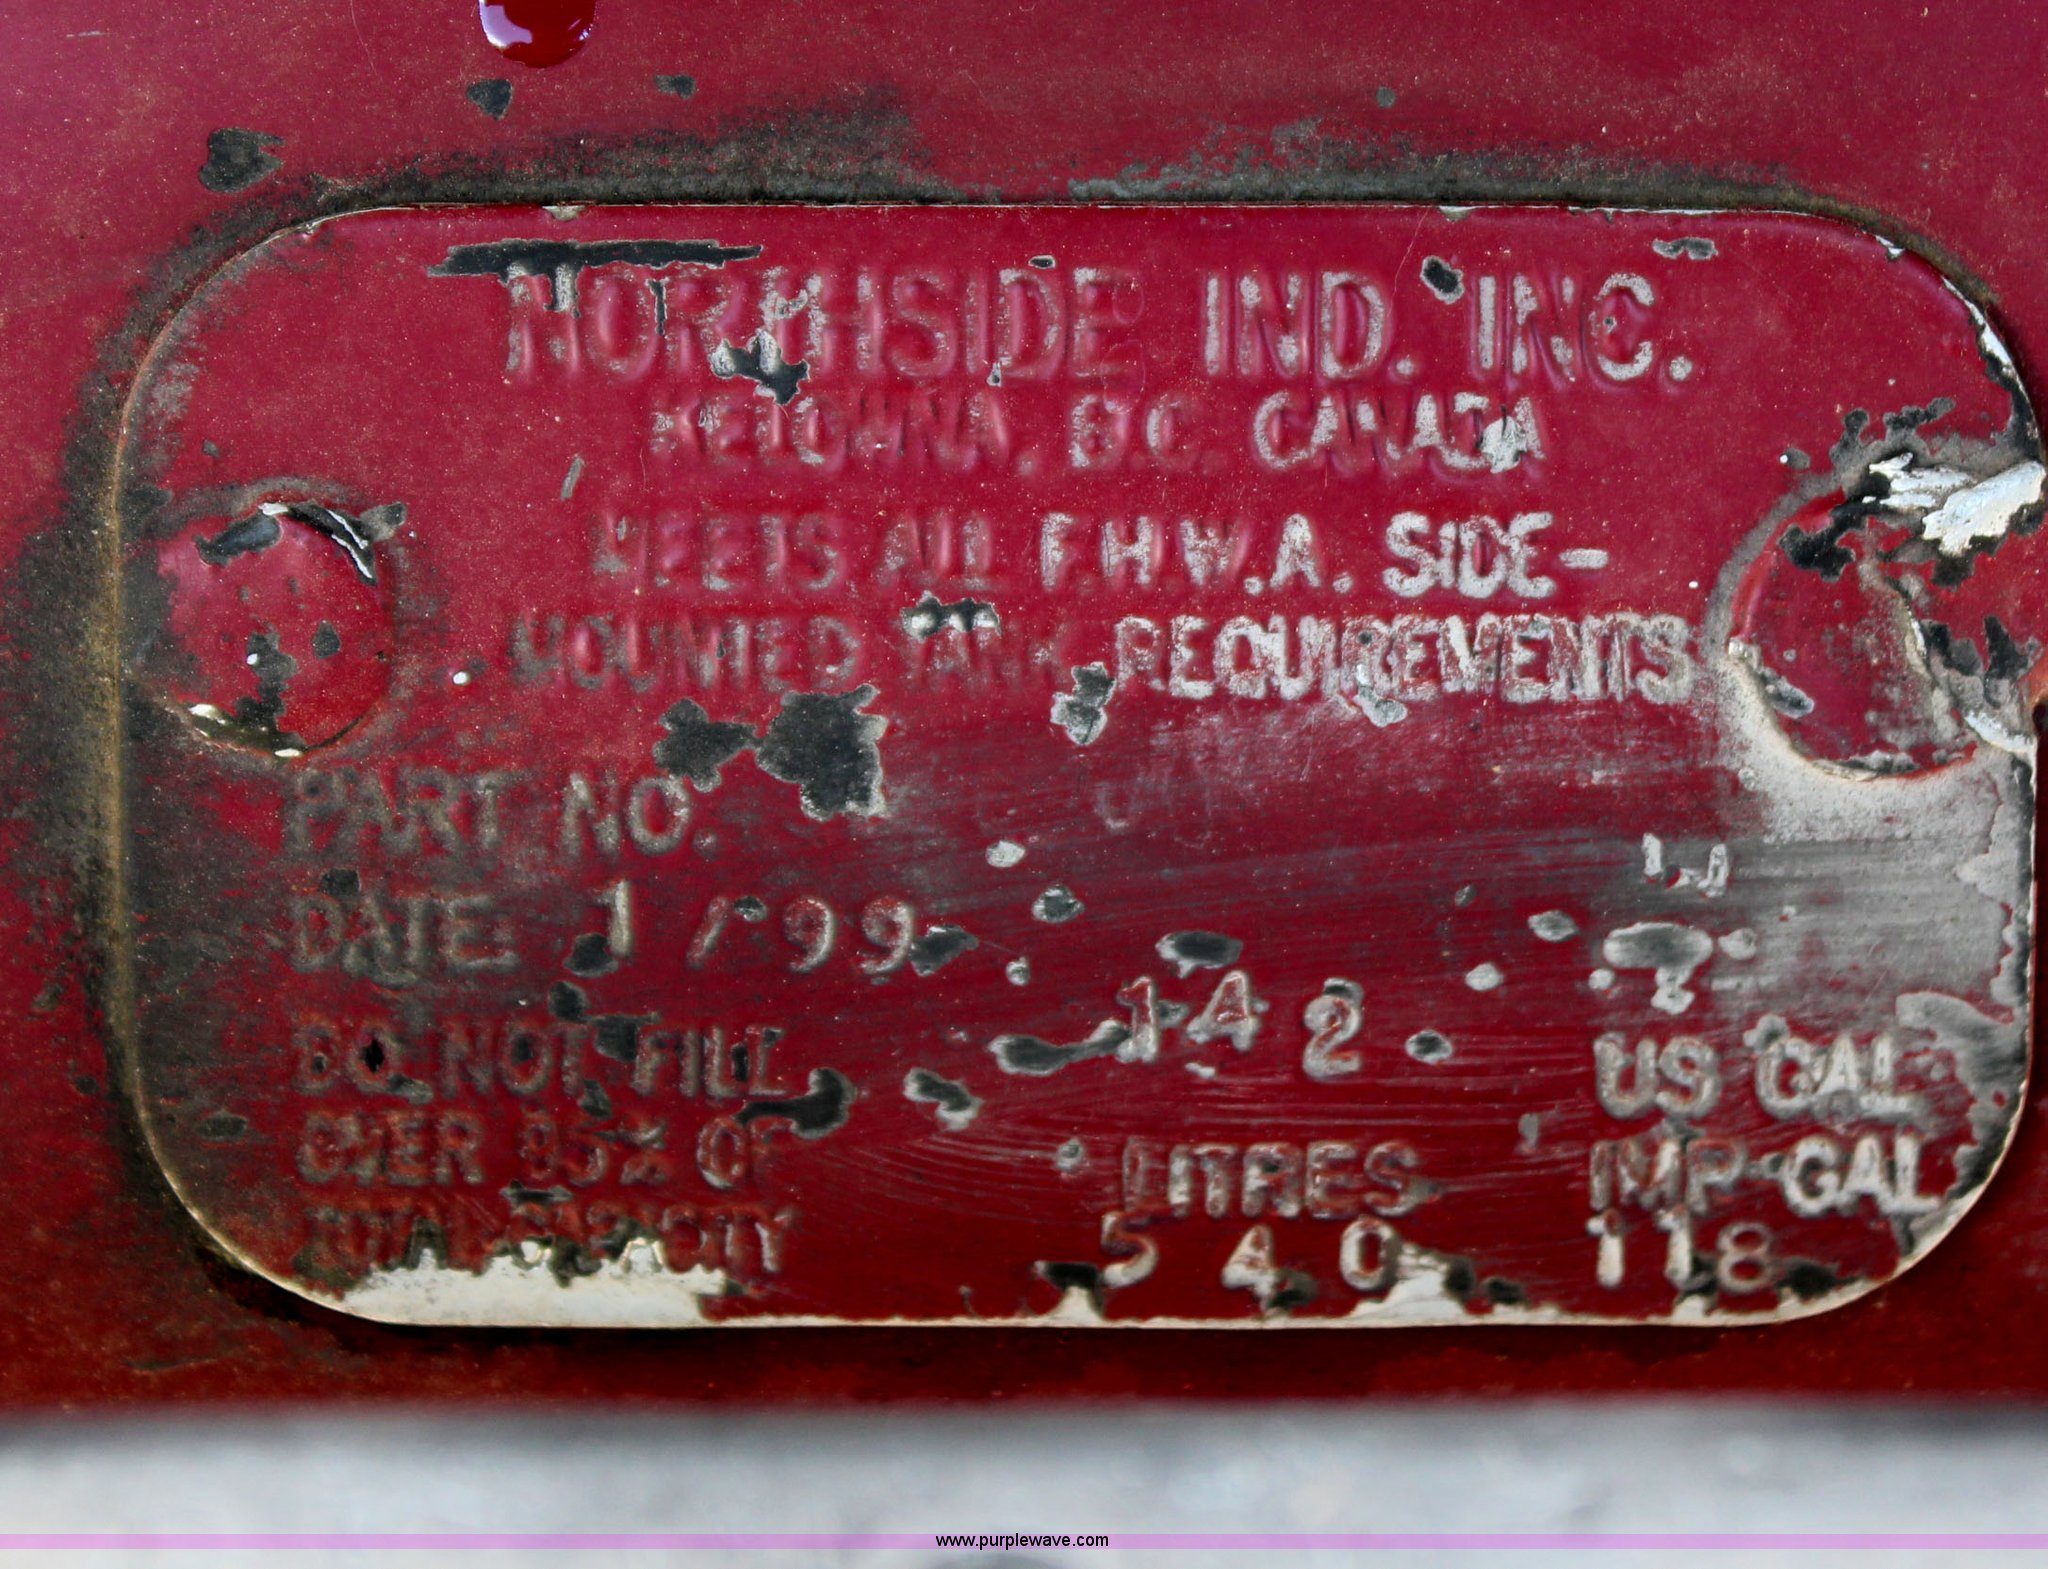 NORTHSIDE IND. INC.
KELOWNA, B.C. CANADA
MEETS ALL F.H.W.A. SIDE-
MOUNTED TANK REQUIREMENTS
PART NO.
DATE 1 / 99
DO NOT FILL
OVER 95% OF
TOTAL CAPACITY
142
US GAL
LITRES
IMP-GAL
540
118
www.purplewave.com